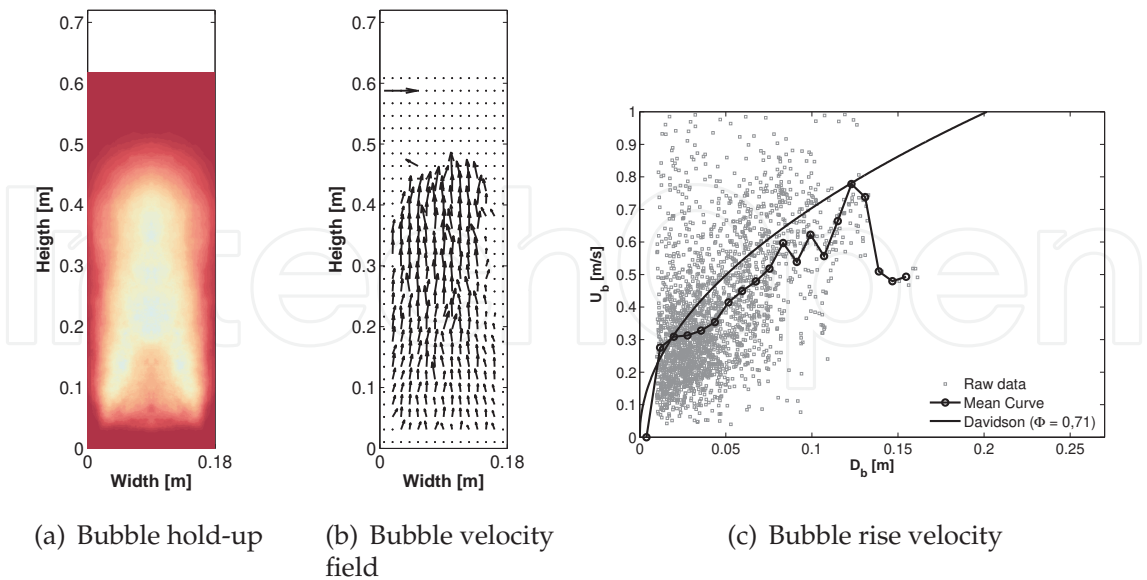 0.7
0.6
0.5
0.4
0.3
0.2
0.1
0
Heigth [m]
0
0.18
Width [m]
(a) Bubble hold-up
0.7
0.6
0.5
0.4
0.3
0.2
0.1
0
Heigth [m]
0
0.18
Width [m]
(b) Bubble velocity
field
1
0.9
0.8
0.7
0.6
0.5
0.4
0.3
0.2
0.1
0
U_b [m/s]
Raw data
Mean Curve
Davidson (Φ = 0,71)
0
0.05
0.1
0.15
0.2
0.25
D_b [m]
(c) Bubble rise velocity
InTechOpen